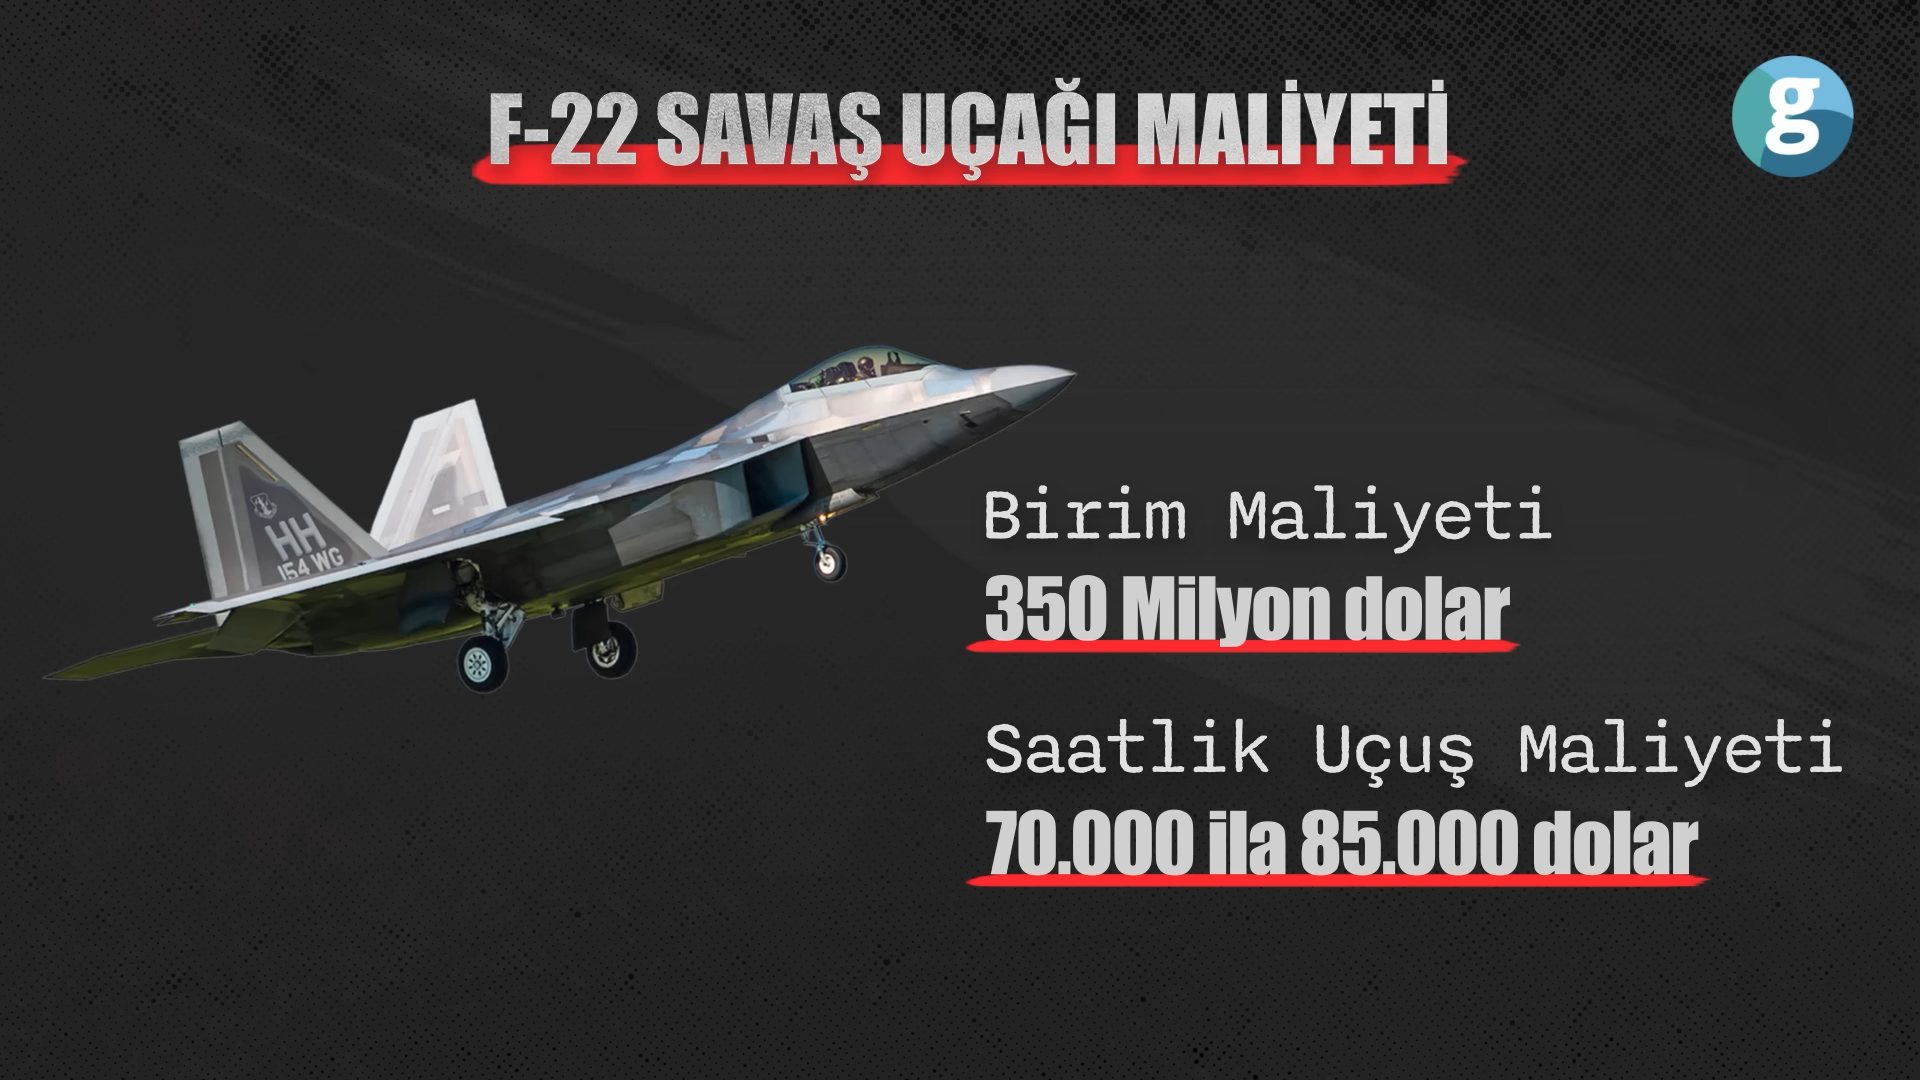 F-22 SAVAŞ UÇAĞI MALİYETİ
g
HH
154 WG
Birim Maliyeti
350 Milyon dolar
Saatlik Uçuş Maliyeti
70.000 ila 85.000 dolar